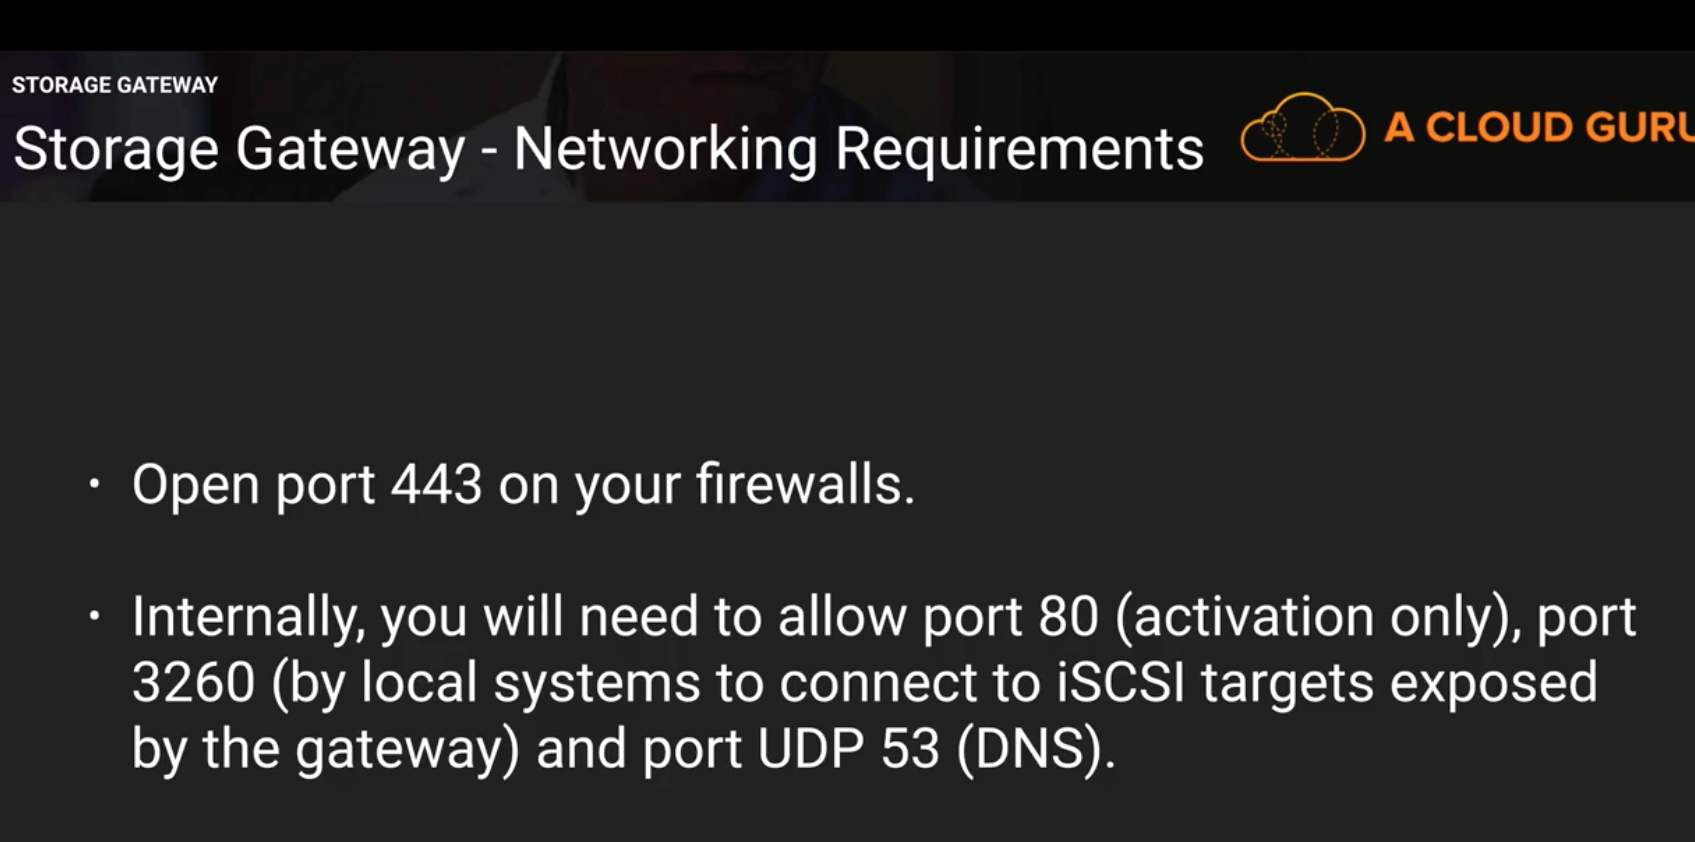 STORAGE GATEWAY
Storage Gateway - Networking Requirements
A CLOUD GURU
• Open port 443 on your firewalls.
• Internally, you will need to allow port 80 (activation only), port
3260 (by local systems to connect to iSCSI targets exposed
by the gateway) and port UDP 53 (DNS).